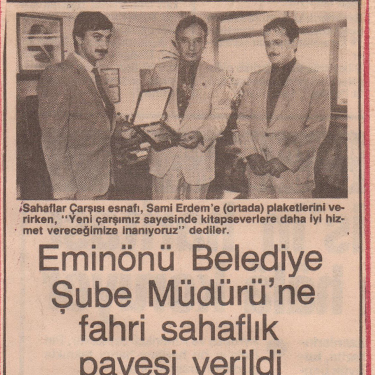 Sahaflar Çarşısı esnafı, Sami Erdem'e (ortada) plaketlerini ve-
rirken, "Yeni çarşımız sayesinde kitapseverlere daha iyi hiz-
met vereceğimize inanıyoruz" dediler.
Eminönü Belediye
Şube Müdürü'ne
fahri sahaflık
payesi verildi